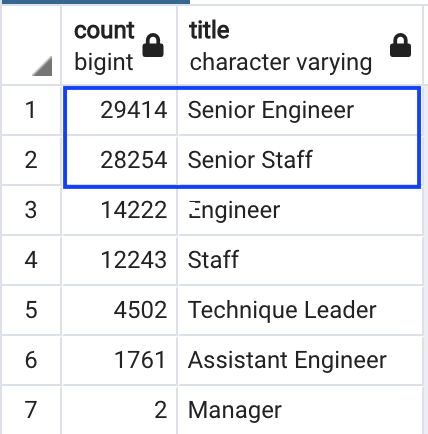 count title
bigint character varying
1 29414 Senior Engineer
2 28254 Senior Staff
3 14222 Engineer
4 12243 Staff
5 4502 Technique Leader
6 1761 Assistant Engineer
7 2 Manager